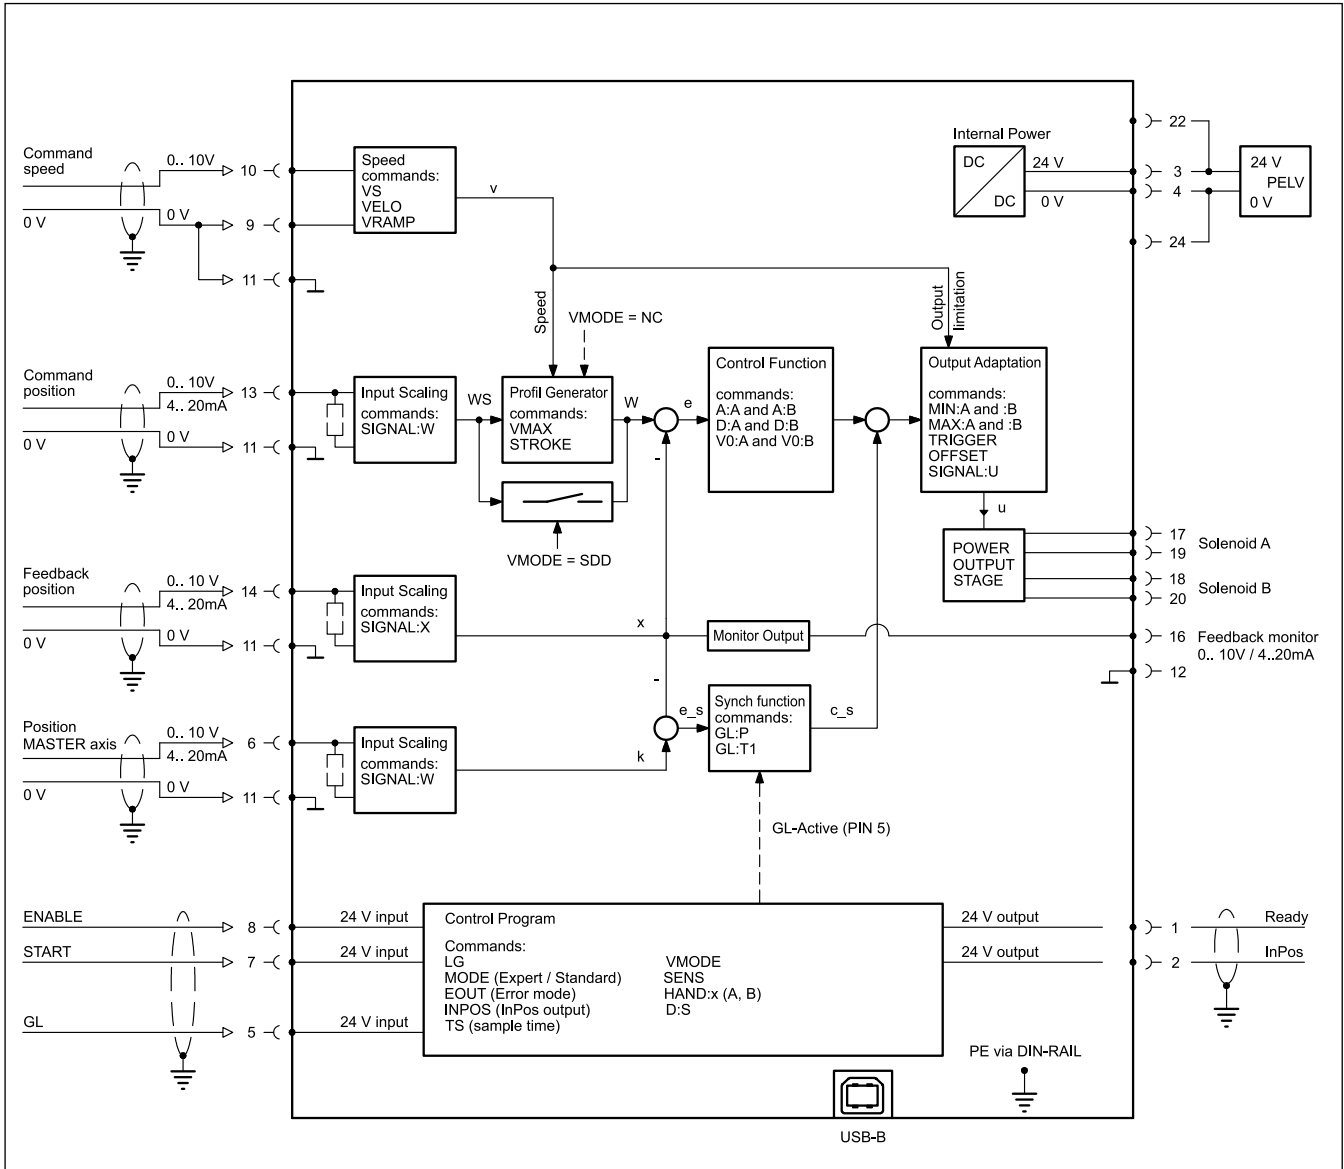 Command
speed
0.. 10V
10
0 V
0 V
9
11
Speed
commands:
VS
VELO
VRAMP
v
Internal Power
DC
DC
24 V
0 V
22
3
4
24
24 V
PELV
0 V
Speed
VMODE = NC
Output
limitation
Command
position
0.. 10V
4.. 20mA
13
0 V
0 V
11
Input Scaling
commands:
SIGNAL:W
WS
Profil Generator
commands:
VMAX
STROKE
W
e
-
Control Function
commands:
A:A and A:B
D:A and D:B
V0:A and V0:B
Output Adaptation
commands:
MIN:A and :B
MAX:A and :B
TRIGGER
OFFSET
SIGNAL:U
u
VMODE = SDD
POWER
OUTPUT
STAGE
17
19
Solenoid A
18
20
Solenoid B
Feedback
position
0.. 10 V
4.. 20mA
14
0 V
0 V
11
Input Scaling
commands:
SIGNAL:X
x
Monitor Output
16
Feedback monitor
0.. 10V / 4..20mA
12
-
Position
MASTER axis
0.. 10 V
4.. 20mA
6
0 V
0 V
11
Input Scaling
commands:
SIGNAL:W
k
e_s
Synch function
commands:
GL:P
GL:T1
c_s
GL-Active (PIN 5)
ENABLE
8
24 V input
START
7
24 V input
GL
5
24 V input
Control Program
Commands:
LG
MODE (Expert / Standard)
EOUT (Error mode)
INPOS (InPos output)
TS (sample time)
VMODE
SENS
HAND:x (A, B)
D:S
24 V output
1
Ready
24 V output
2
InPos
PE via DIN-RAIL
USB-B